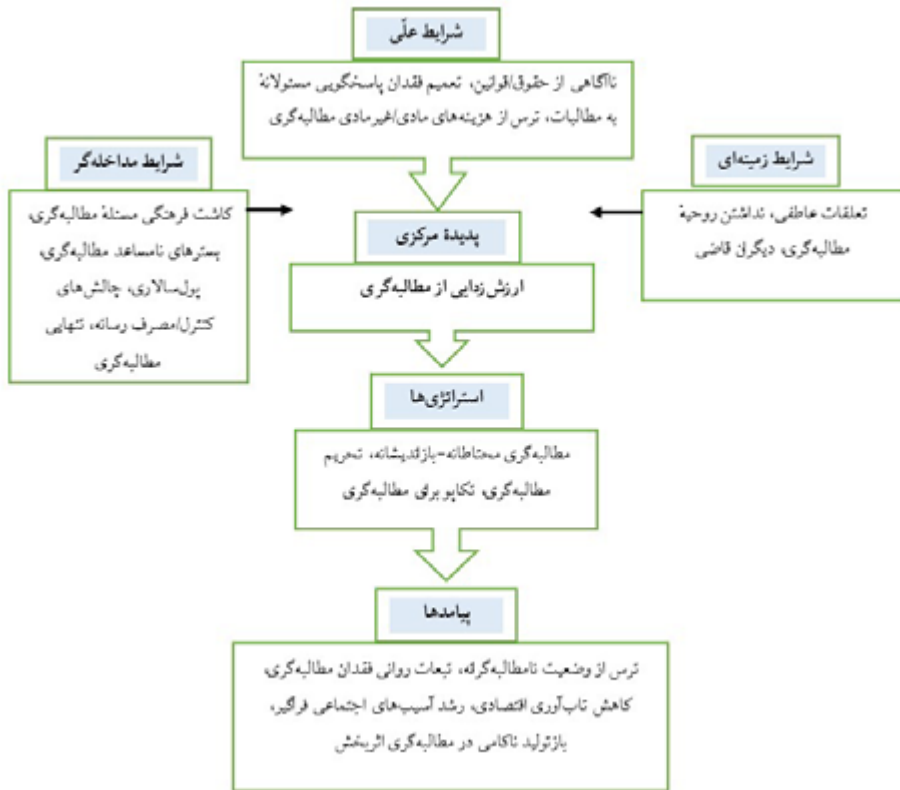 شرایط علّی
ناآگاهی از حقوق/قوانین، تعمیم فقدان پاسخگویی مسئولانهٔ
به مطالبات، ترس از هزینه‌های مادی/غیرمادی مطالبه‌گری
شرایط زمینه‌ای
تعلقات عاطفی، نداشتن روحیهٔ
مطالبه‌گری، دیگران قاضی
شرایط مداخله‌گر
کاشت فرهنگی مسئلهٔ مطالبه‌گری،
بسترهای نامساعد مطالبه‌گری،
پول‌سالاری، چالش‌های
کنترل/مصرف رسانه، تنهایی
مطالبه‌گری
پدیدهٔ مرکزی
ارزش‌زدایی از مطالبه‌گری
استراتژی‌ها
مطالبه‌گری محتاطانه-بازاندیشانه، تحریم
مطالبه‌گری، تکاپو برای مطالبه‌گری
پیامدها
ترس از وضعیت نامطالبه‌گرانه، تبعات روانی فقدان مطالبه‌گری،
کاهش تاب‌آوری اقتصادی، رشد آسیب‌های اجتماعی فراگیر،
بازتولید ناکامی در مطالبه‌گری اثربخش